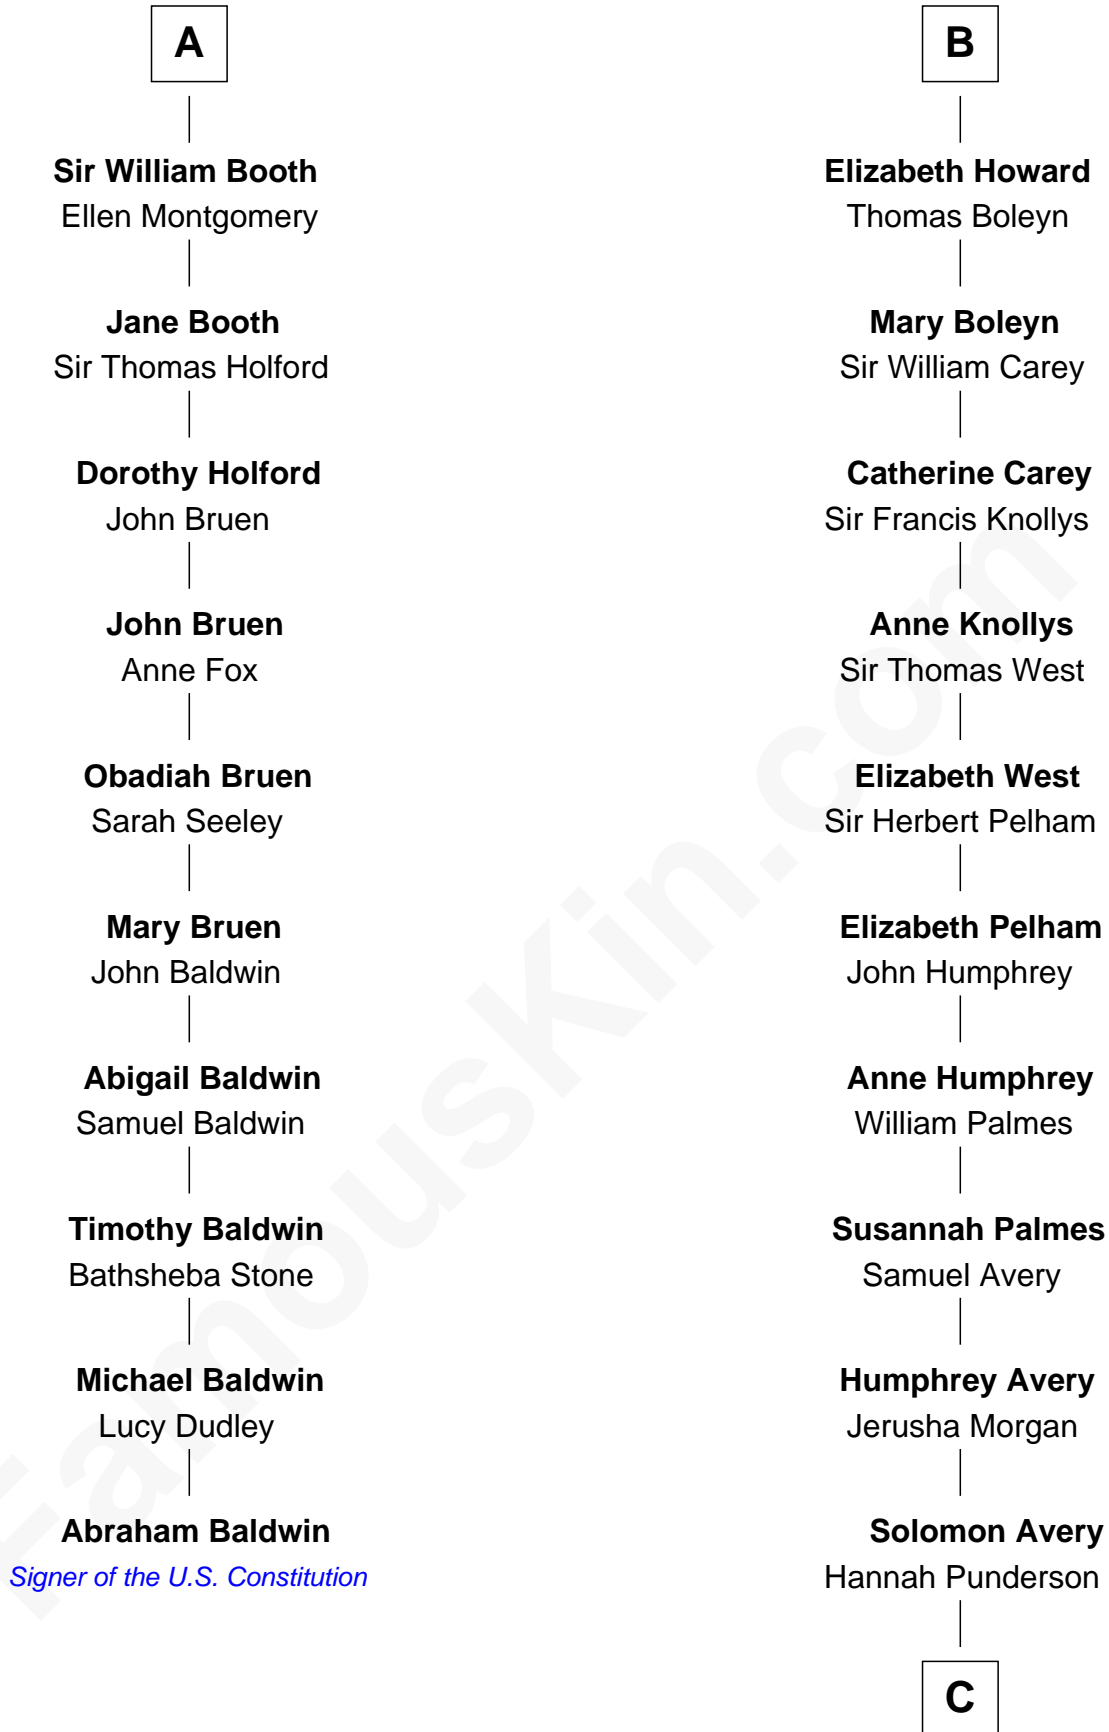 A
Sir William Booth
Ellen Montgomery
Jane Booth
Sir Thomas Holford
Dorothy Holford
John Bruen
John Bruen
Anne Fox
Obadiah Bruen
Sarah Seeley
Mary Bruen
John Baldwin
Abigail Baldwin
Samuel Baldwin
Timothy Baldwin
Bathsheba Stone
Michael Baldwin
Lucy Dudley
Abraham Baldwin
Signer of the U.S. Constitution
B
Elizabeth Howard
Thomas Boleyn
Mary Boleyn
Sir William Carey
Catherine Carey
Sir Francis Knollys
Anne Knollys
Sir Thomas West
Elizabeth West
Sir Herbert Pelham
Elizabeth Pelham
John Humphrey
Anne Humphrey
William Palmes
Susannah Palmes
Samuel Avery
Humphrey Avery
Jerusha Morgan
Solomon Avery
Hannah Punderson
C
FamousKin.com